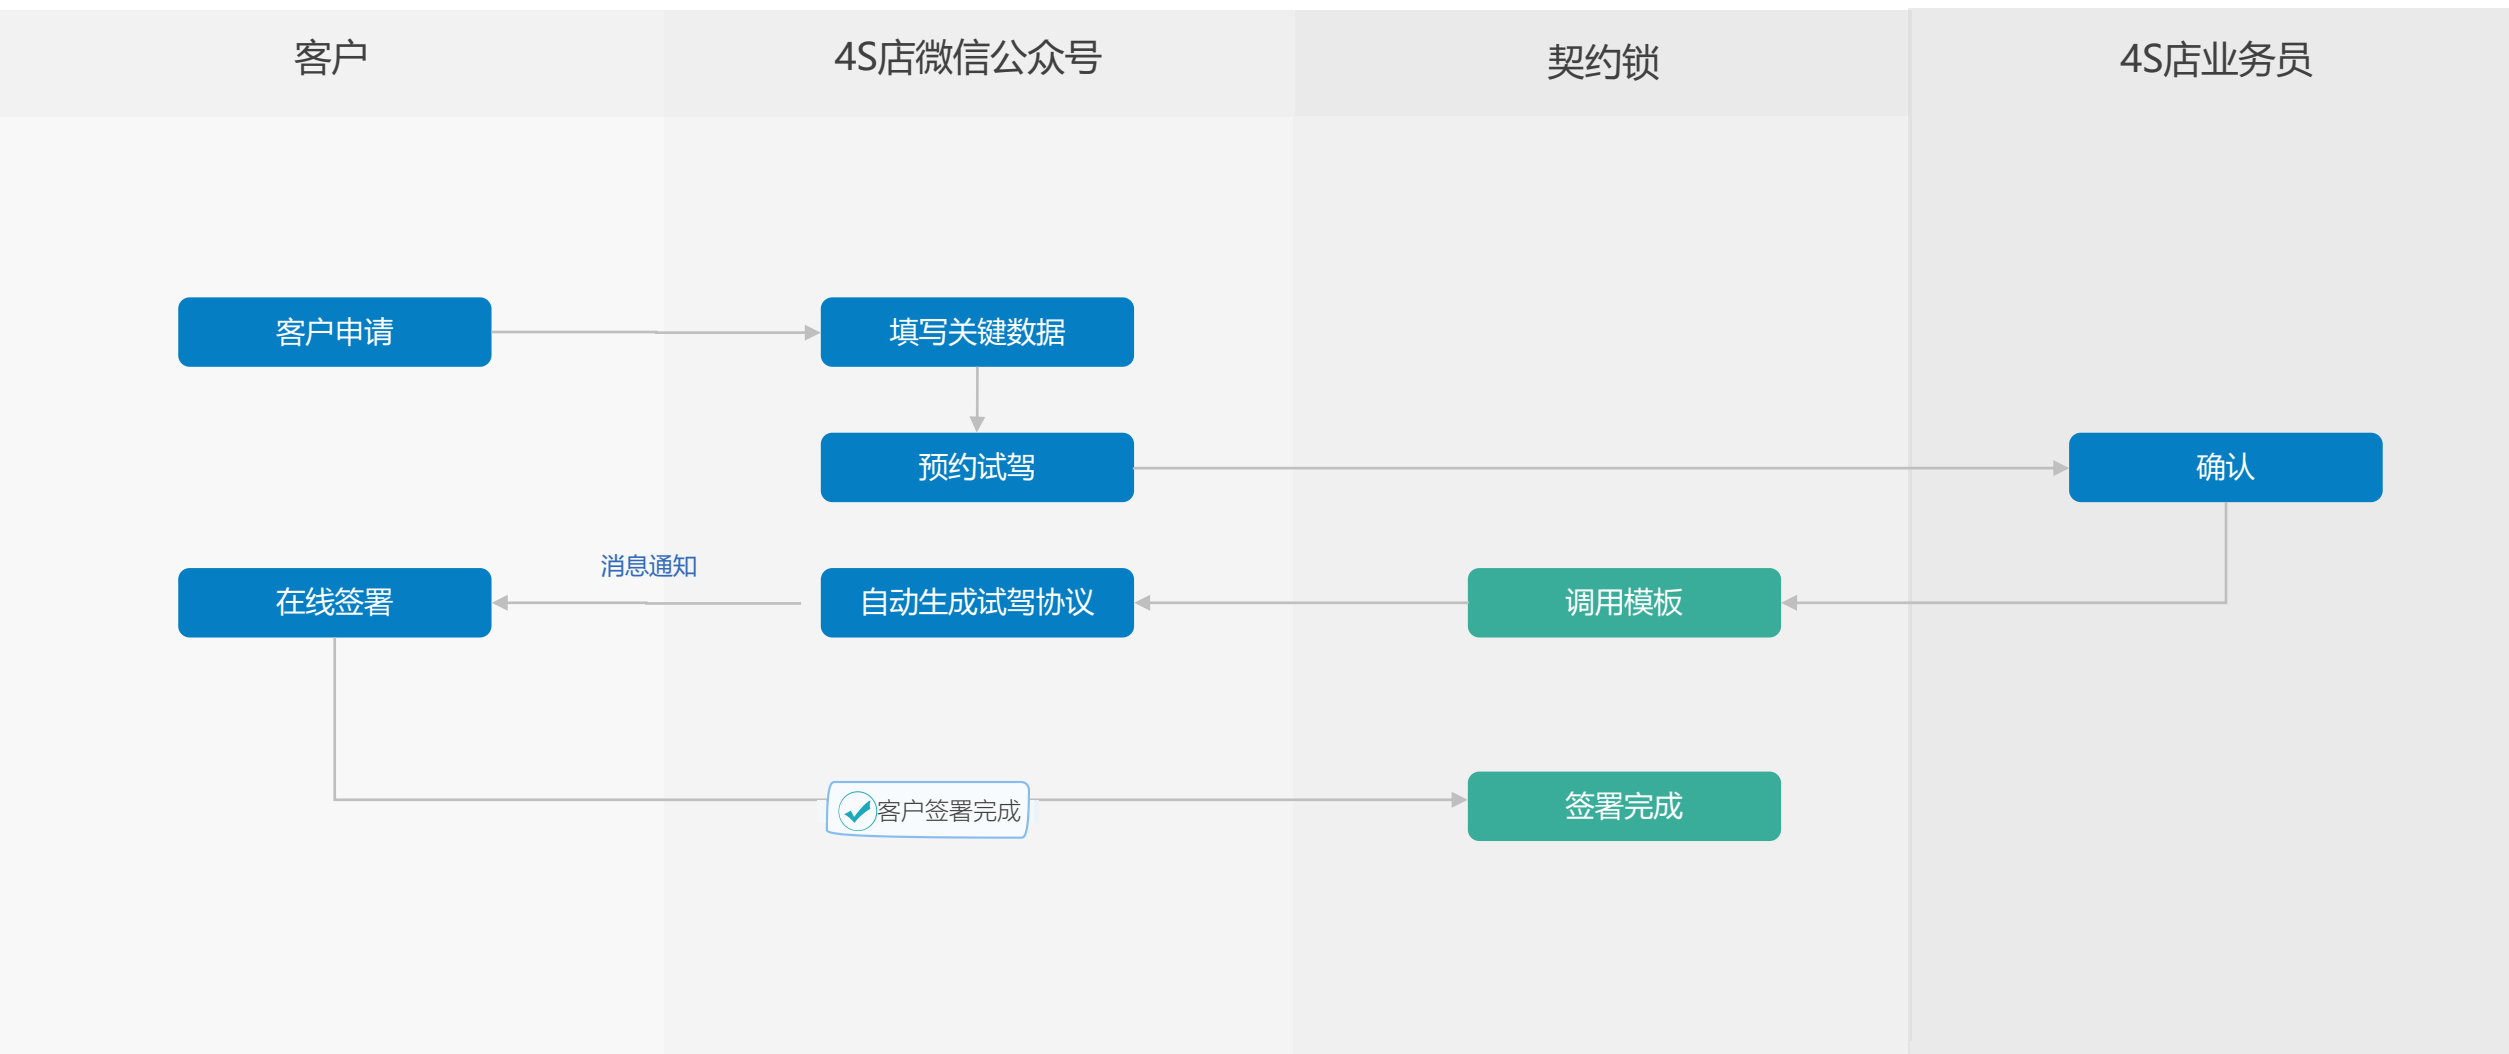 客户
4S店微信公众号
契约锁
4S店业务员
客户申请
填写关键数据
预约试驾
确认
消息通知
在线签署
自动生成试驾协议
调用模板
客户签署完成
签署完成